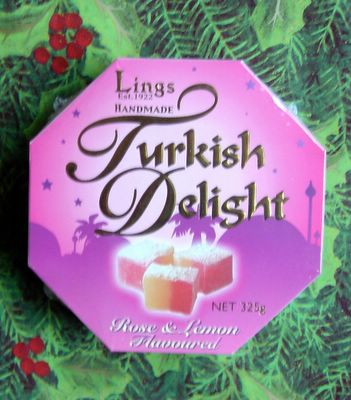 Lings
Est.1922
HANDMADE
Turkish
Delight
NET 325g
Rose & Lemon
Flavoured